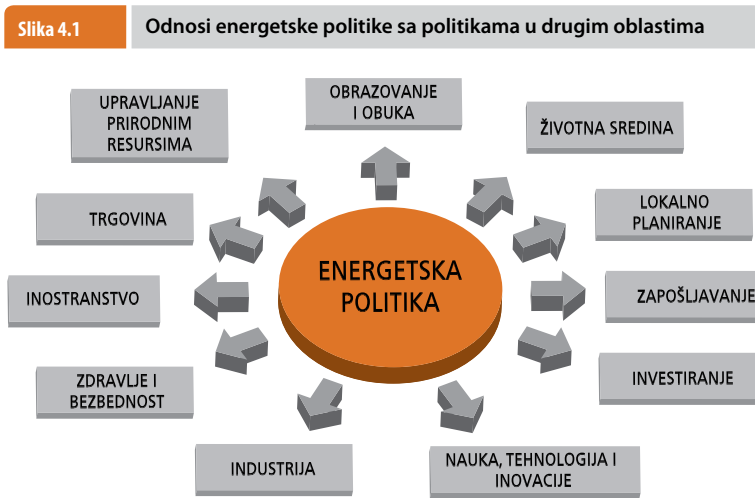 Slika 4.1
Odnosi energetske politike sa politikama u drugim oblastima
UPRAVLJANJE
PRIRODNIM
RESURSIMA
OBRAZOVANJE
I OBUKA
ŽIVOTNA SREDINA
TRGOVINA
LOKALNO
PLANIRANJE
ENERGETSKA
POLITIKA
INOSTRANSTVO
ZAPOŠLJAVANJE
ZDRAVLJE I
BEZBEDNOST
INVESTIRANJE
INDUSTRIJA
NAUKA, TEHNOLOGIJA I
INOVACIJE